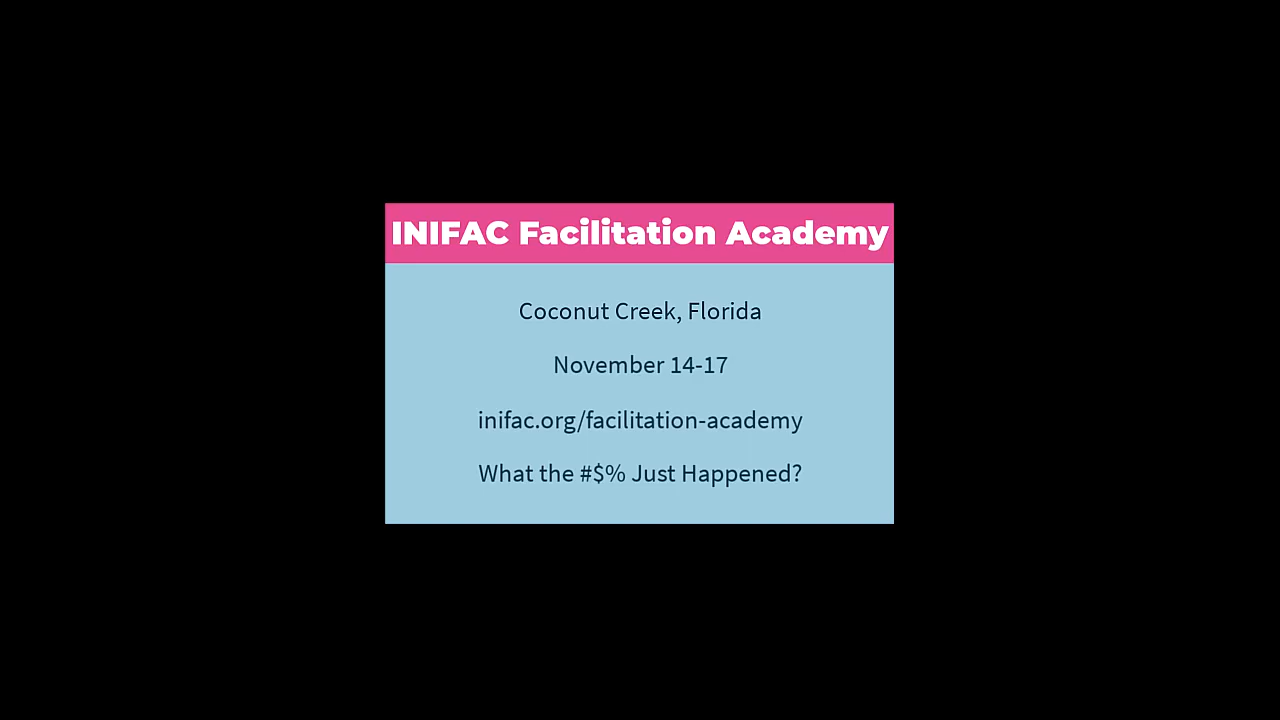 INIFAC Facilitation Academy
Coconut Creek, Florida
November 14-17
inifac.org/facilitation-academy
What the #$% Just Happened?